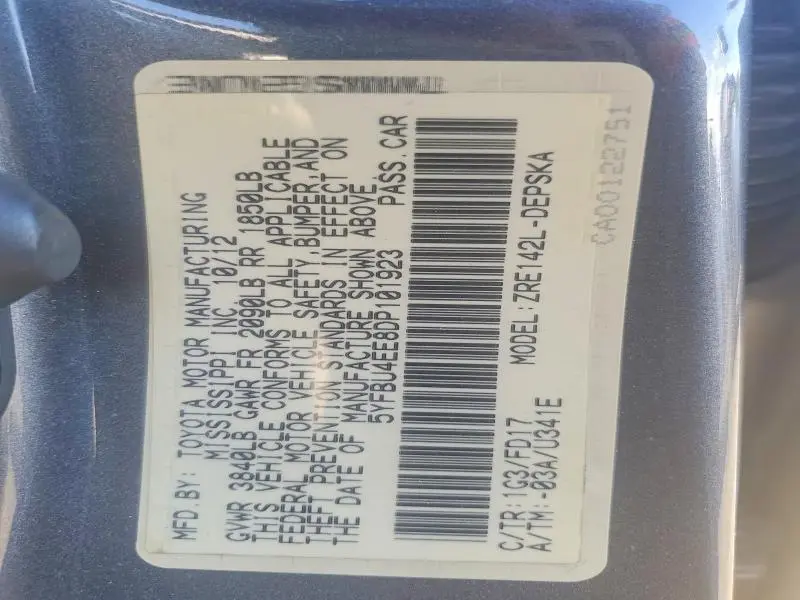 MFD.BY: TOYOTA MOTOR MANUFACTURING
MISSISSIPPI INC 10/12
GVWR 3840LB GAWR FR 2090LB RR 1850LB
THIS VEHICLE CONFORMS TO ALL APPLICABLE
FEDERAL MOTOR VEHICLE SAFETY,BUMPER,AND
THEFT PREVENTION STANDARDS IN EFFECT ON
THE DATE OF MANUFACTURE SHOWN ABOVE.
5YFBU4EE8DP101923 PASS.CAR
C/TR:1G3/FD17 MODEL:ZRE142L-DEPSKA
A/TM:-03A/U341E
CA00122751